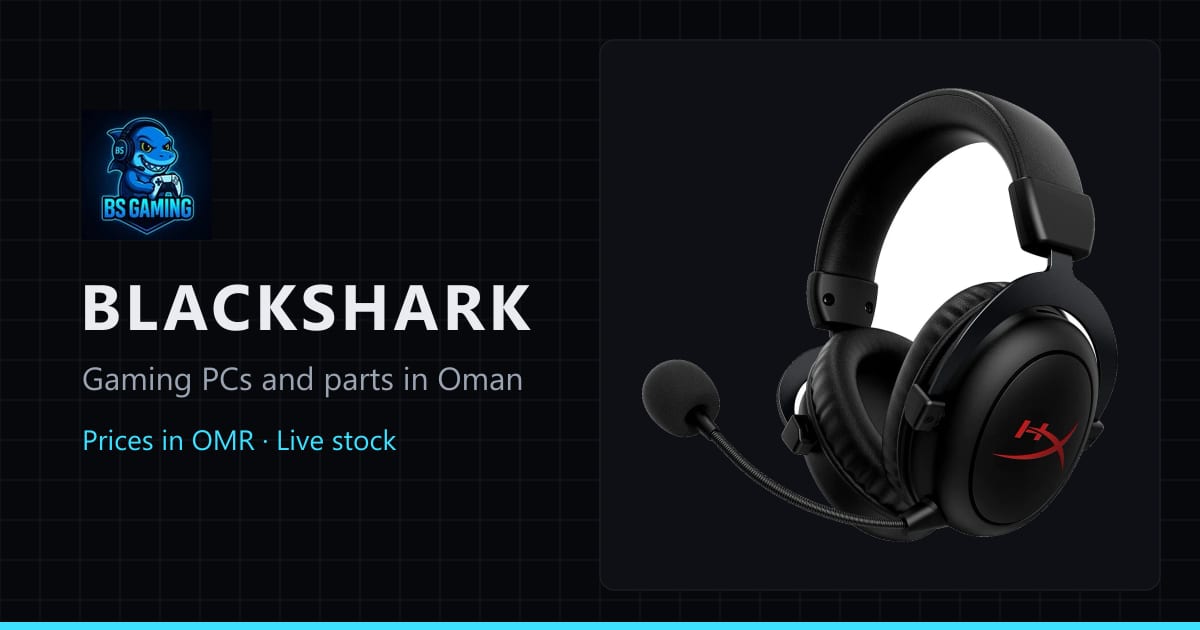 BS
BS GAMING
BLACKSHARK
Gaming PCs and parts in Oman
Prices in OMR · Live stock
HX